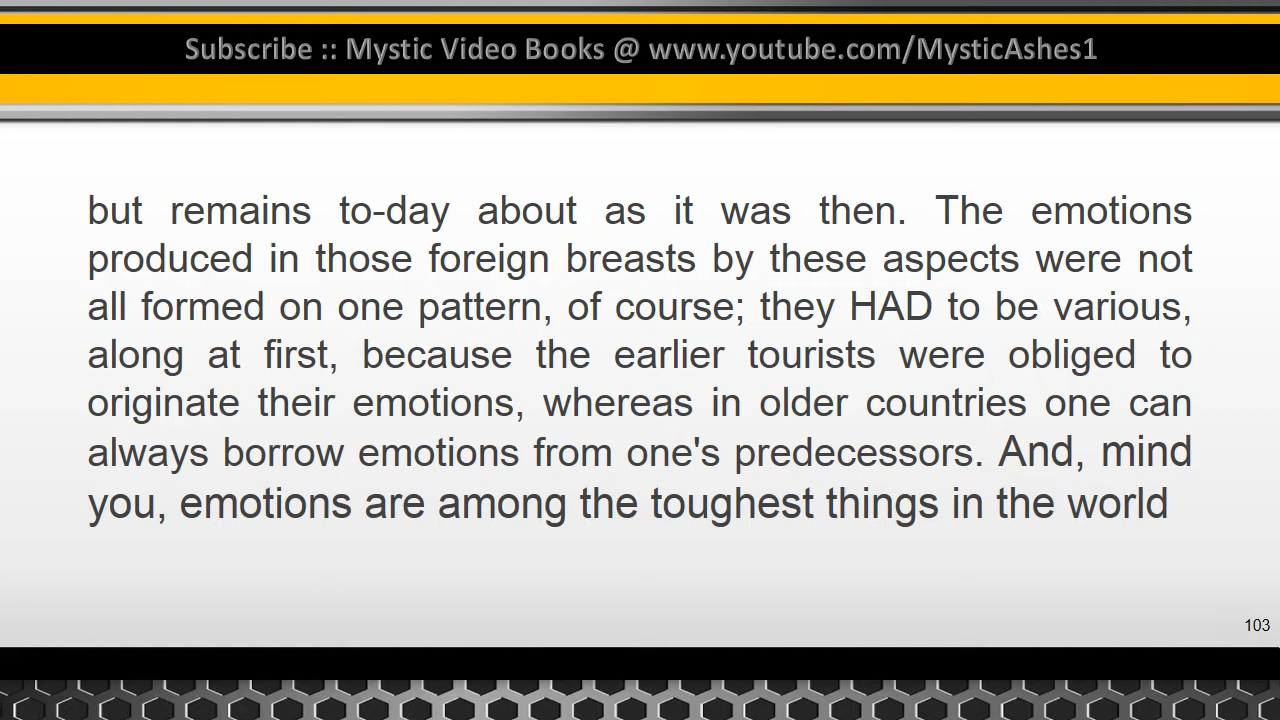 Subscribe :: Mystic Video Books @ www.youtube.com/MysticAshes1
but remains to-day about as it was then. The emotions
produced in those foreign breasts by these aspects were not
all formed on one pattern, of course; they HAD to be various,
along at first, because the earlier tourists were obliged to
originate their emotions, whereas in older countries one can
always borrow emotions from one's predecessors. And, mind
you, emotions are among the toughest things in the world
103